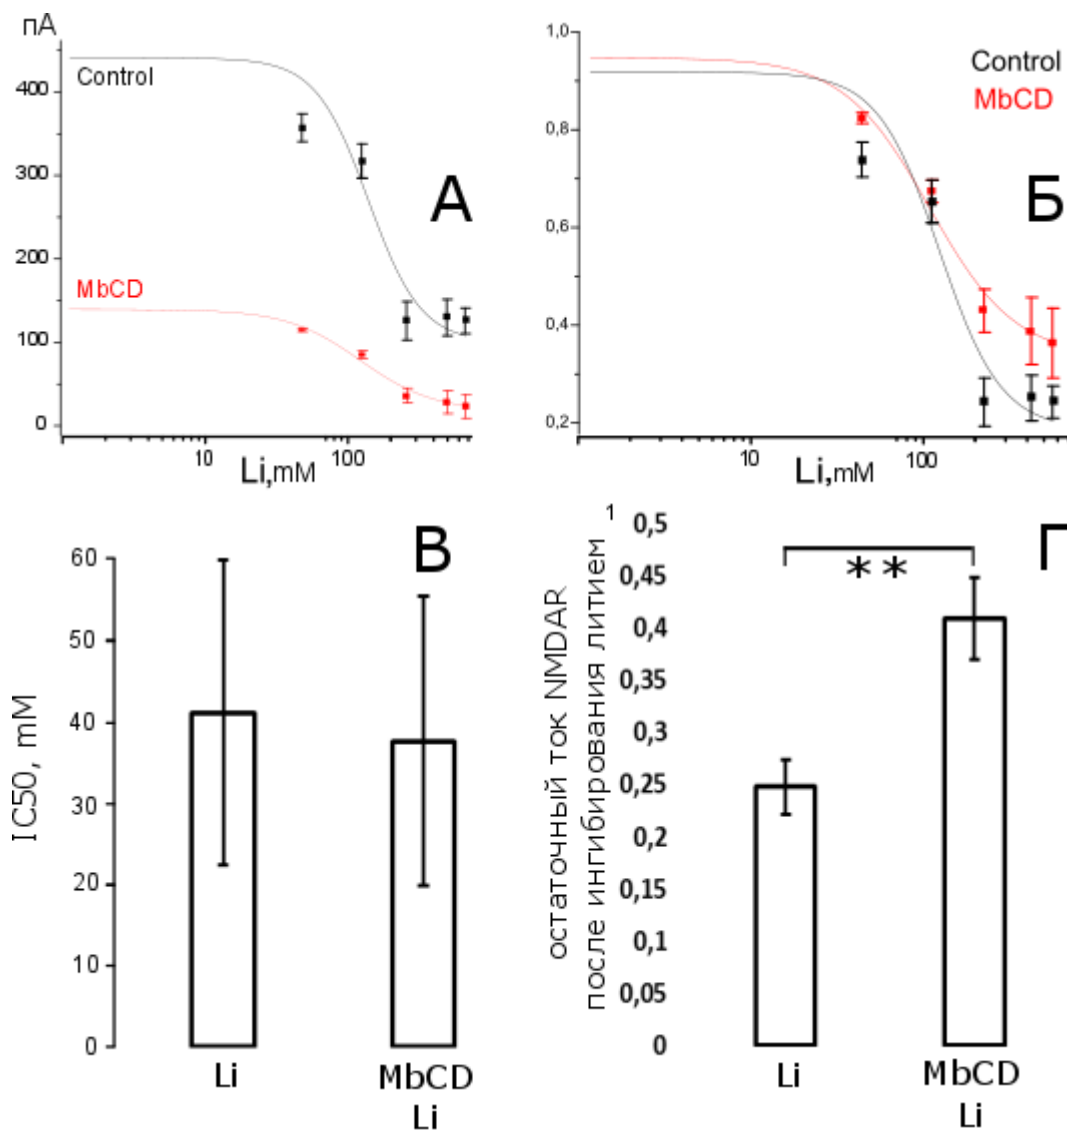 пА
400
300
200
100
0
Control
MbCD
А
10
100
Li,mM
1,0
0,8
0,6
0,4
0,2
Control
MbCD
Б
10
100
Li,mM
В
60
50
40
30
20
10
0
IC50, mM
Li
MbCD
Li
1
Г
0,5
0,45
0,4
0,35
0,3
0,25
0,2
0,15
0,1
0,05
0
остаточный ток NMDAR
после ингибирования литием
**
Li
MbCD
Li